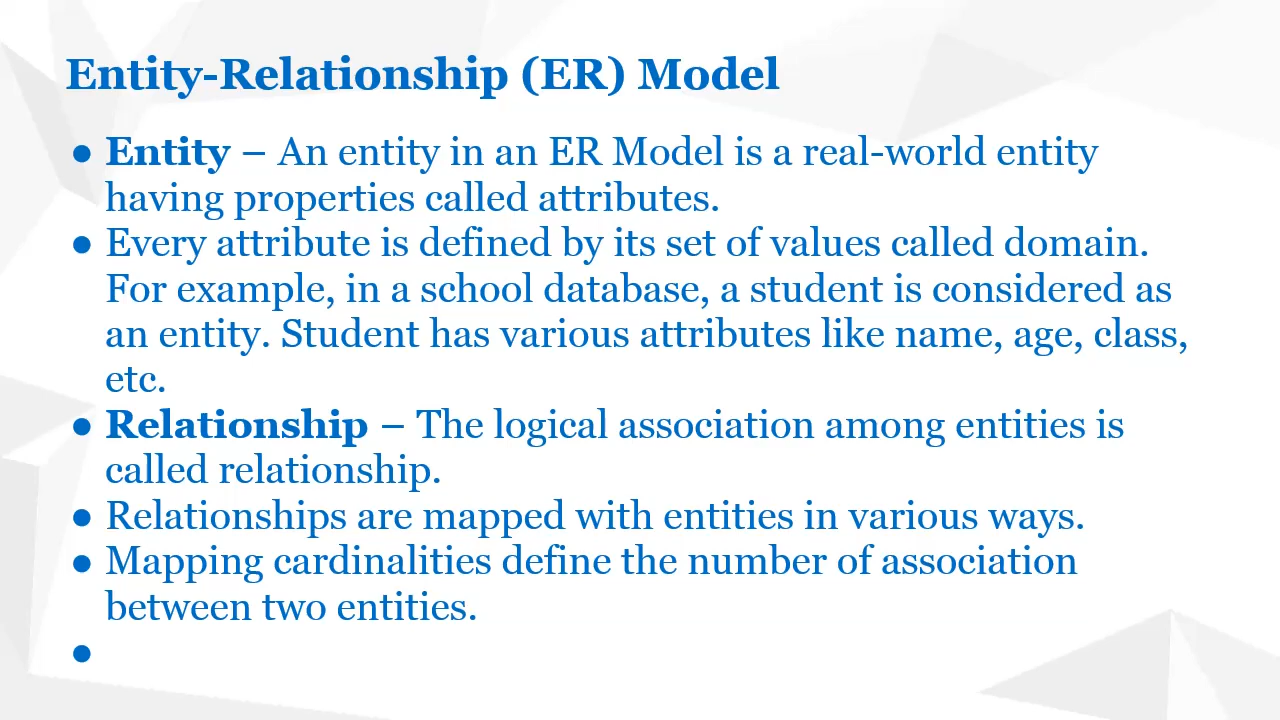 Entity-Relationship (ER) Model
● Entity – An entity in an ER Model is a real-world entity
having properties called attributes.
● Every attribute is defined by its set of values called domain.
For example, in a school database, a student is considered as
an entity. Student has various attributes like name, age, class,
etc.
● Relationship – The logical association among entities is
called relationship.
● Relationships are mapped with entities in various ways.
● Mapping cardinalities define the number of association
between two entities.
●